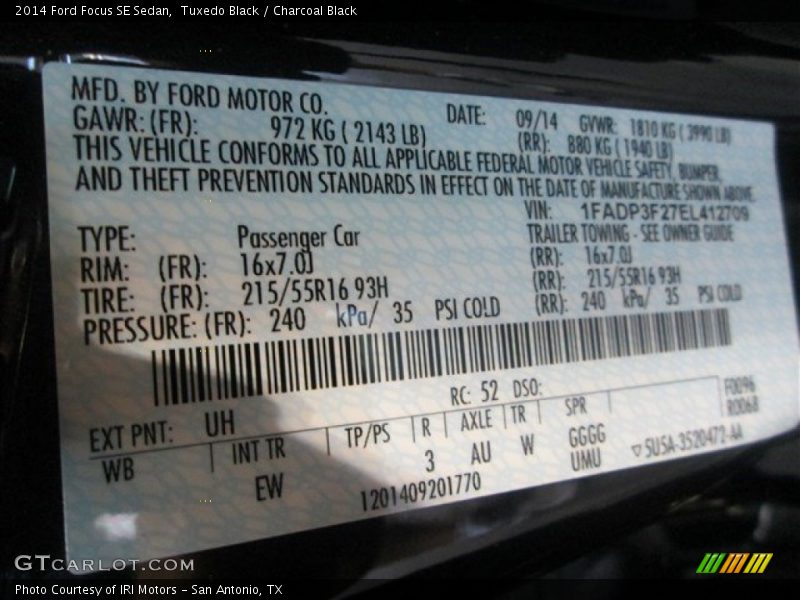 2014 Ford Focus SE Sedan, Tuxedo Black / Charcoal Black
MFD. BY FORD MOTOR CO. DATE: 09/14 GVWR: 1810 KG ( 3990 LB)
GAWR: (FR): 972 KG ( 2143 LB) (RR): 880 KG ( 1940 LB)
THIS VEHICLE CONFORMS TO ALL APPLICABLE FEDERAL MOTOR VEHICLE SAFETY, BUMPER,
AND THEFT PREVENTION STANDARDS IN EFFECT ON THE DATE OF MANUFACTURE SHOWN ABOVE.
VIN: 1FADP3F27EL412709
TYPE: Passenger Car TRAILER TOWING - SEE OWNER GUIDE
RIM: (FR): 16x7.0J (RR): 16x7.0J
TIRE: (FR): 215/55R16 93H (RR): 215/55R16 93H
PRESSURE: (FR): 240 kPa/ 35 PSI COLD (RR): 240 kPa/ 35 PSI COLD
RC: 52 DSO: F0096
EXT PNT: UH R0068
WB INT TR TP/PS R AXLE TR SPR
EW 3 AU W GGGG
UMU
1201409201770 ▽ 5U5A-3520472-AA
GTCARLOT.COM
Photo Courtesy of IRI Motors – San Antonio, TX